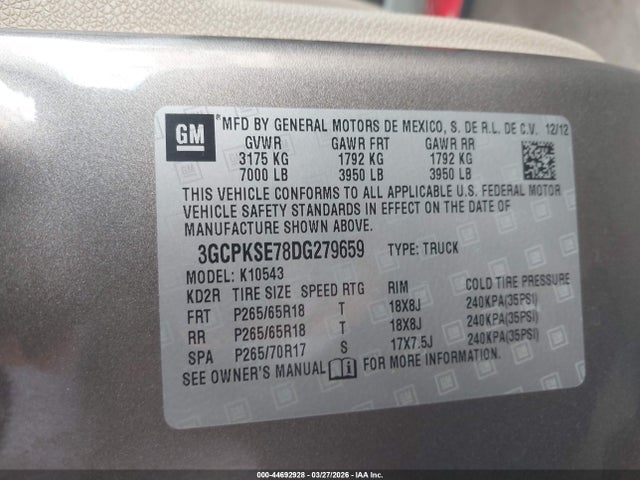 GM MFD BY GENERAL MOTORS DE MEXICO, S. DE R.L. DE C.V. 12/12
GVWR GAWR FRT GAWR RR
3175 KG 1792 KG 1792 KG
7000 LB 3950 LB 3950 LB
THIS VEHICLE CONFORMS TO ALL APPLICABLE U.S. FEDERAL MOTOR
VEHICLE SAFETY STANDARDS IN EFFECT ON THE DATE OF
MANUFACTURE SHOWN ABOVE.
3GCPKSE78DG279659 TYPE: TRUCK
MODEL: K10543
KD2R TIRE SIZE SPEED RTG RIM COLD TIRE PRESSURE
FRT P265/65R18 T 18X8J 240KPA(35PSI)
RR P265/65R18 T 18X8J 240KPA(35PSI)
SPA P265/70R17 S 17X7.5J 240KPA(35PSI)
SEE OWNER'S MANUAL FOR MORE INFORMATION
000-44692928 - 03/27/2026 - IAA Inc.